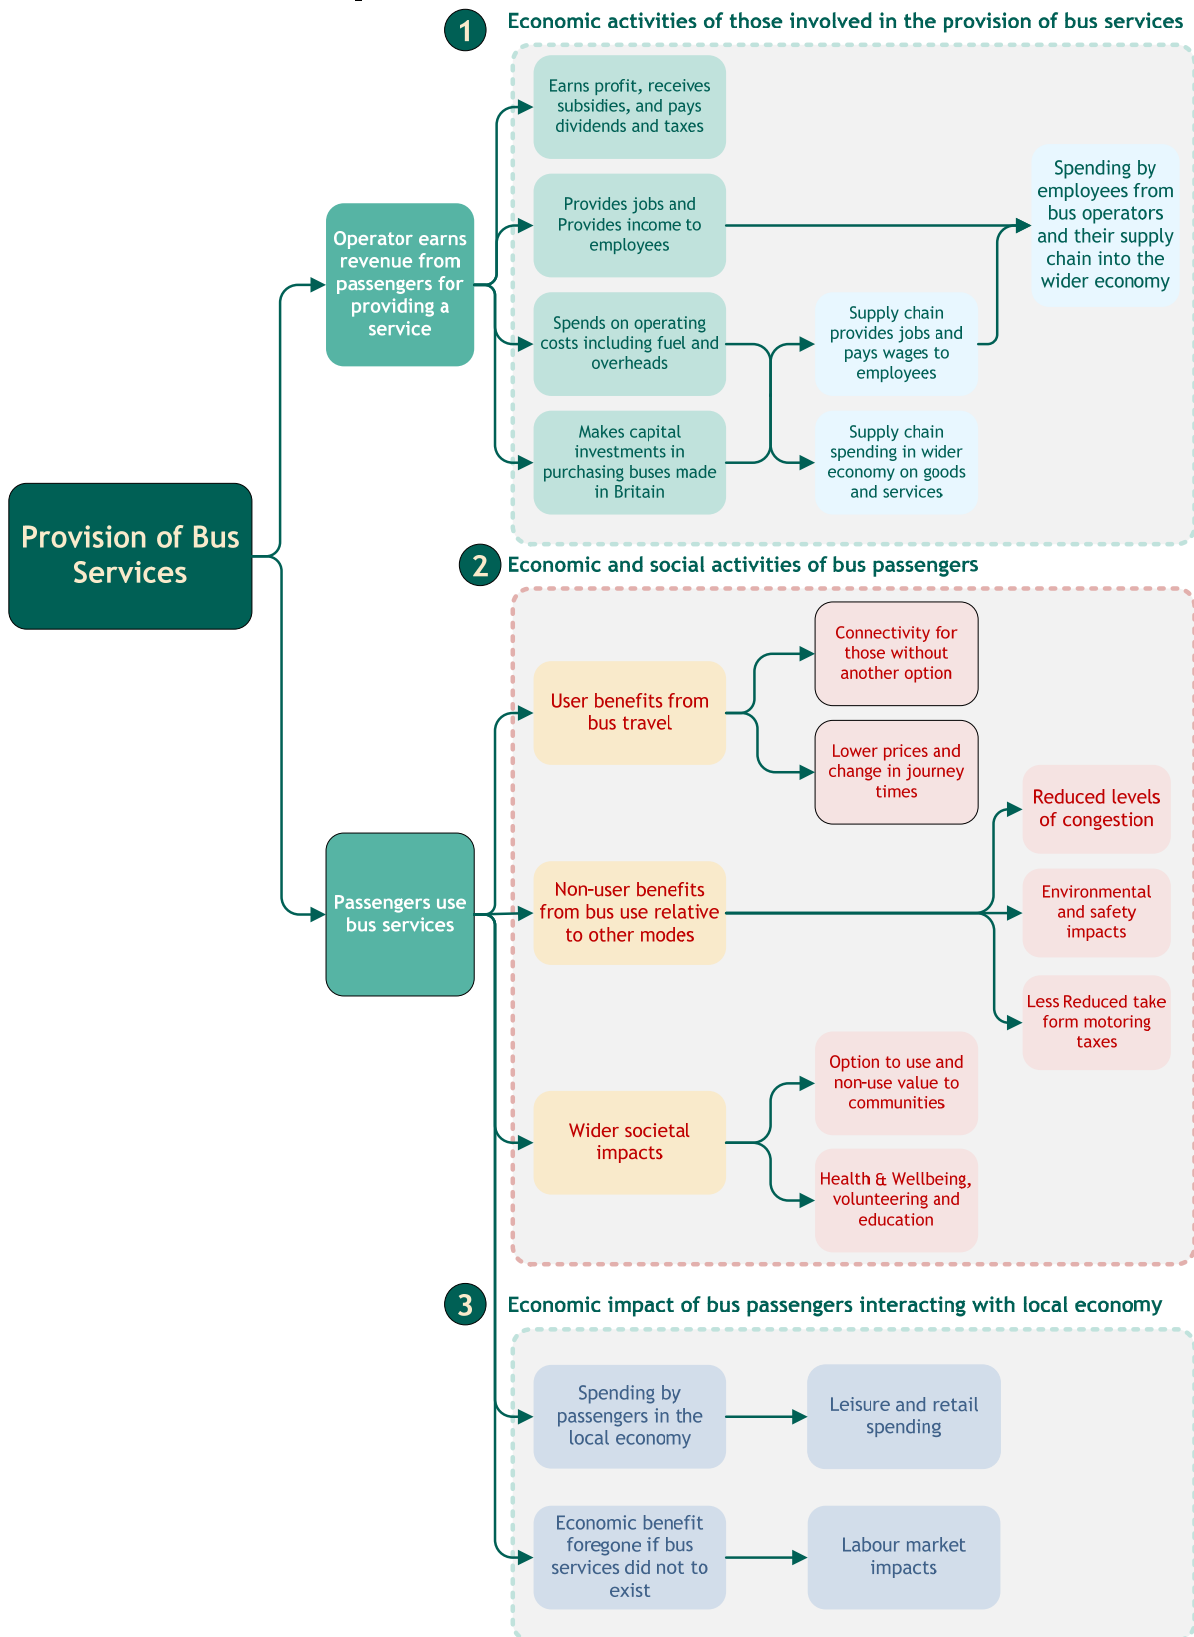 1
Economic activities of those involved in the provision of bus services
Earns profit, receives
subsidies, and pays
dividends and taxes
Provides jobs and
Provides income to
employees
Spending by
employees from
bus operators
and their supply
chain into the
wider economy
Operator earns
revenue from
passengers for
providing a
service
Spends on operating
costs including fuel and
overheads
Supply chain
provides jobs and
pays wages to
employees
Makes capital
investments in
purchasing buses made
in Britain
Supply chain
spending in wider
economy on goods
and services
Provision of Bus
Services
2
Economic and social activities of bus passengers
User benefits from
bus travel
Connectivity for
those without
another option
Lower prices and
change in journey
times
Passengers use
bus services
Non-user benefits
from bus use relative
to other modes
Reduced levels
of congestion
Environmental
and safety
impacts
Less Reduced take
form motoring
taxes
Wider societal
impacts
Option to use and
non-use value to
communities
Health & Wellbeing,
volunteering and
education
3
Economic impact of bus passengers interacting with local economy
Spending by
passengers in the
local economy
Leisure and retail
spending
Economic benefit
foregone if bus
services did not to
exist
Labour market
impacts